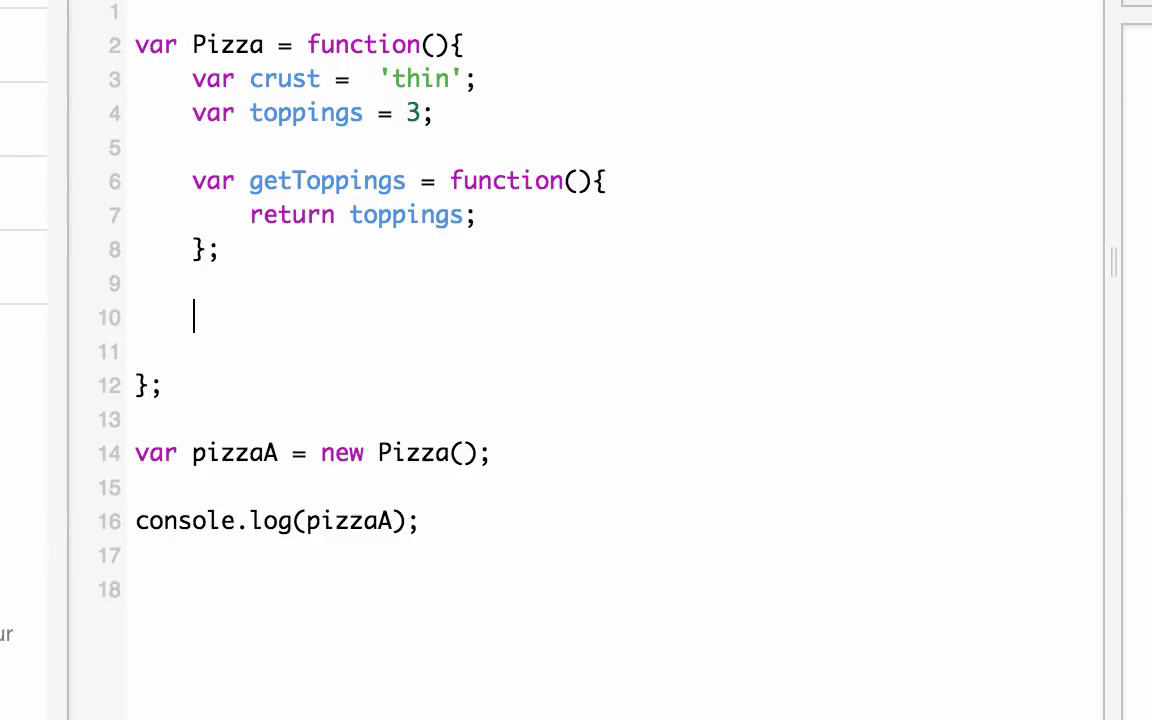 1
2 var Pizza = function(){
3     var crust =  'thin';
4     var toppings = 3;
5
6     var getToppings = function(){
7         return toppings;
8     };
9
10
11
12 };
13
14 var pizzaA = new Pizza();
15
16 console.log(pizzaA);
17
18
ur